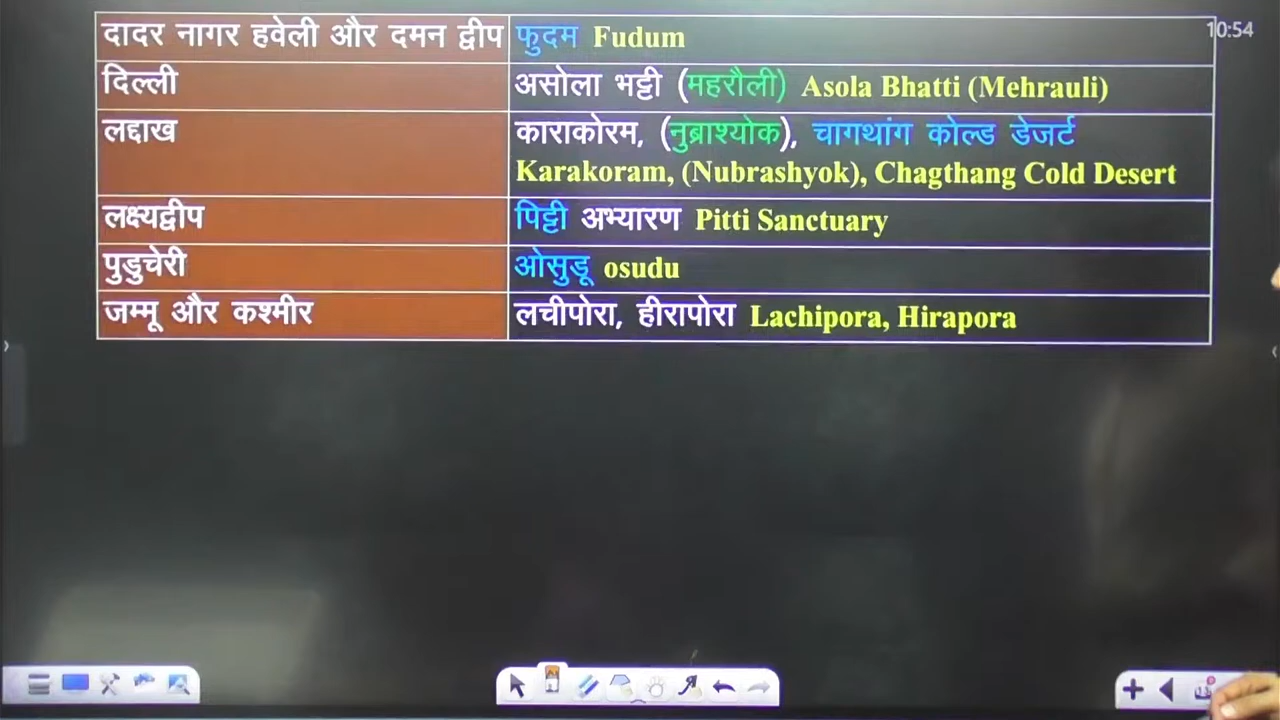 10:54
दादर नागर हवेली और दमन द्वीप फुदम Fudum
दिल्ली असोला भट्टी (महरौली) Asola Bhatti (Mehrauli)
लद्दाख काराकोरम, (नुब्राश्योक), चागथांग कोल्ड डेजर्ट
Karakoram, (Nubrashyok), Chagthang Cold Desert
लक्ष्यद्वीप पिट्टी अभ्यारण Pitti Sanctuary
पुडुचेरी ओसुडू osudu
जम्मू और कश्मीर लचीपोरा, हीरापोरा Lachipora, Hirapora